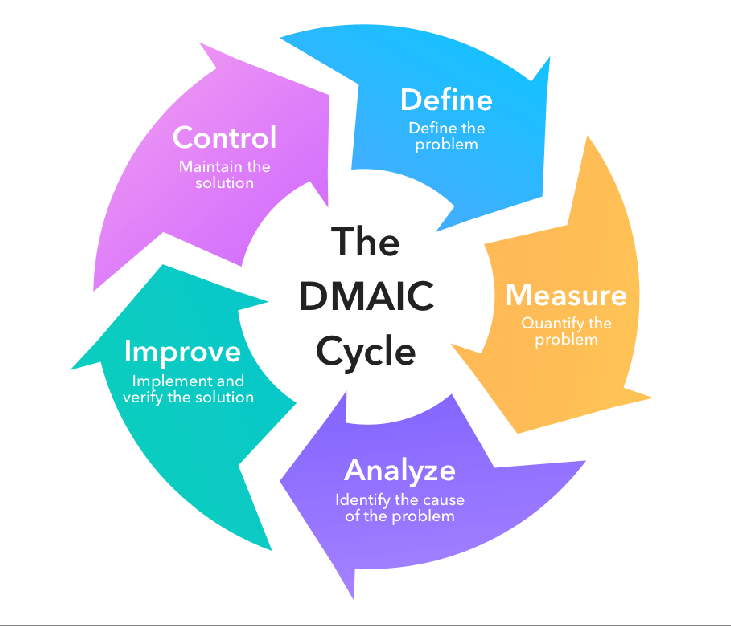 The
DMAIC
Cycle
Define
Define the
problem
Measure
Quantify the
problem
Analyze
Identify the cause
of the problem
Improve
Implement and
verify the solution
Control
Maintain the
solution